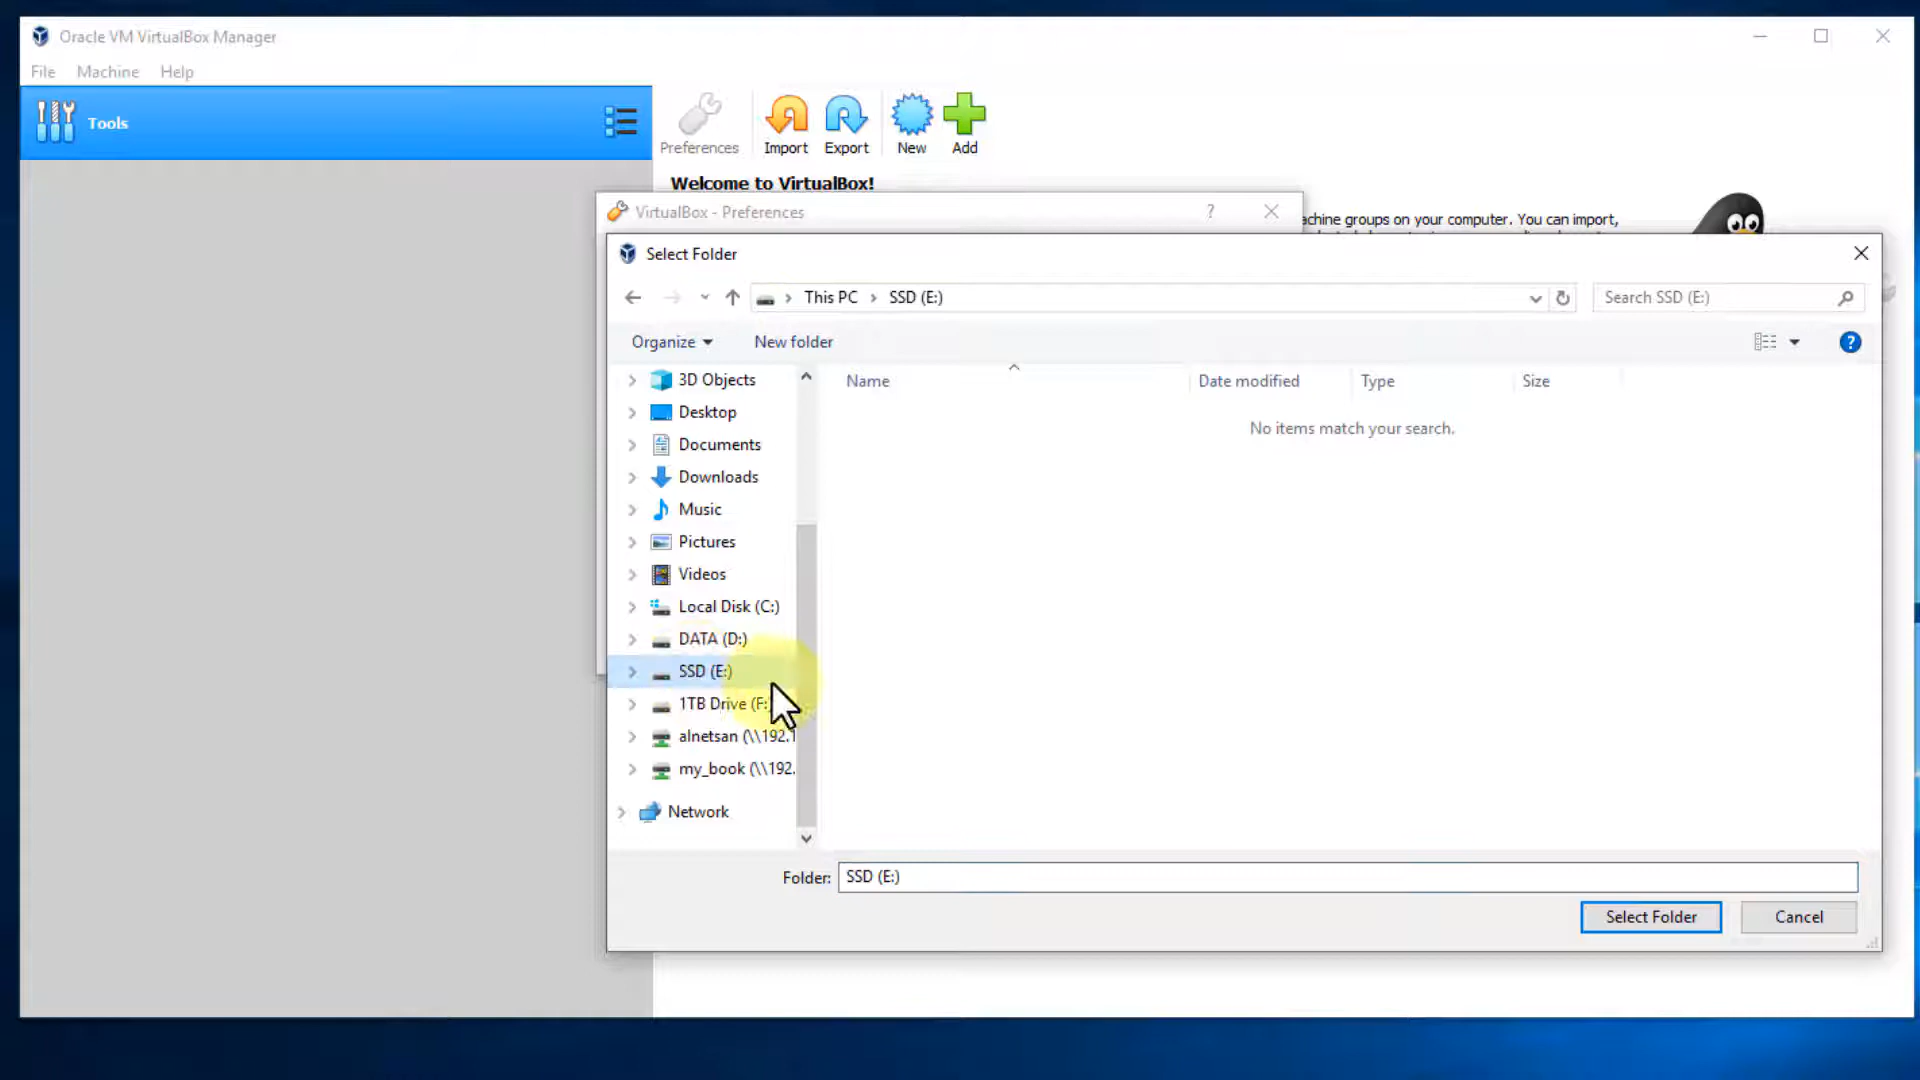 Oracle VM VirtualBox Manager
File Machine Help
Tools
Preferences Import Export New Add
Welcome to VirtualBox!
VirtualBox - Preferences ?
achine groups on your computer. You can import,
Select Folder
This PC > SSD (E:)
Search SSD (E:)
Organize New folder ?
Name Date modified Type Size
No items match your search.
3D Objects
Desktop
Documents
Downloads
Music
Pictures
Videos
Local Disk (C:)
DATA (D:)
SSD (E:)
1TB Drive (F:
alnetsan (\\192.1
my_book (\\192.
Network
Folder: SSD (E:)
Select Folder Cancel